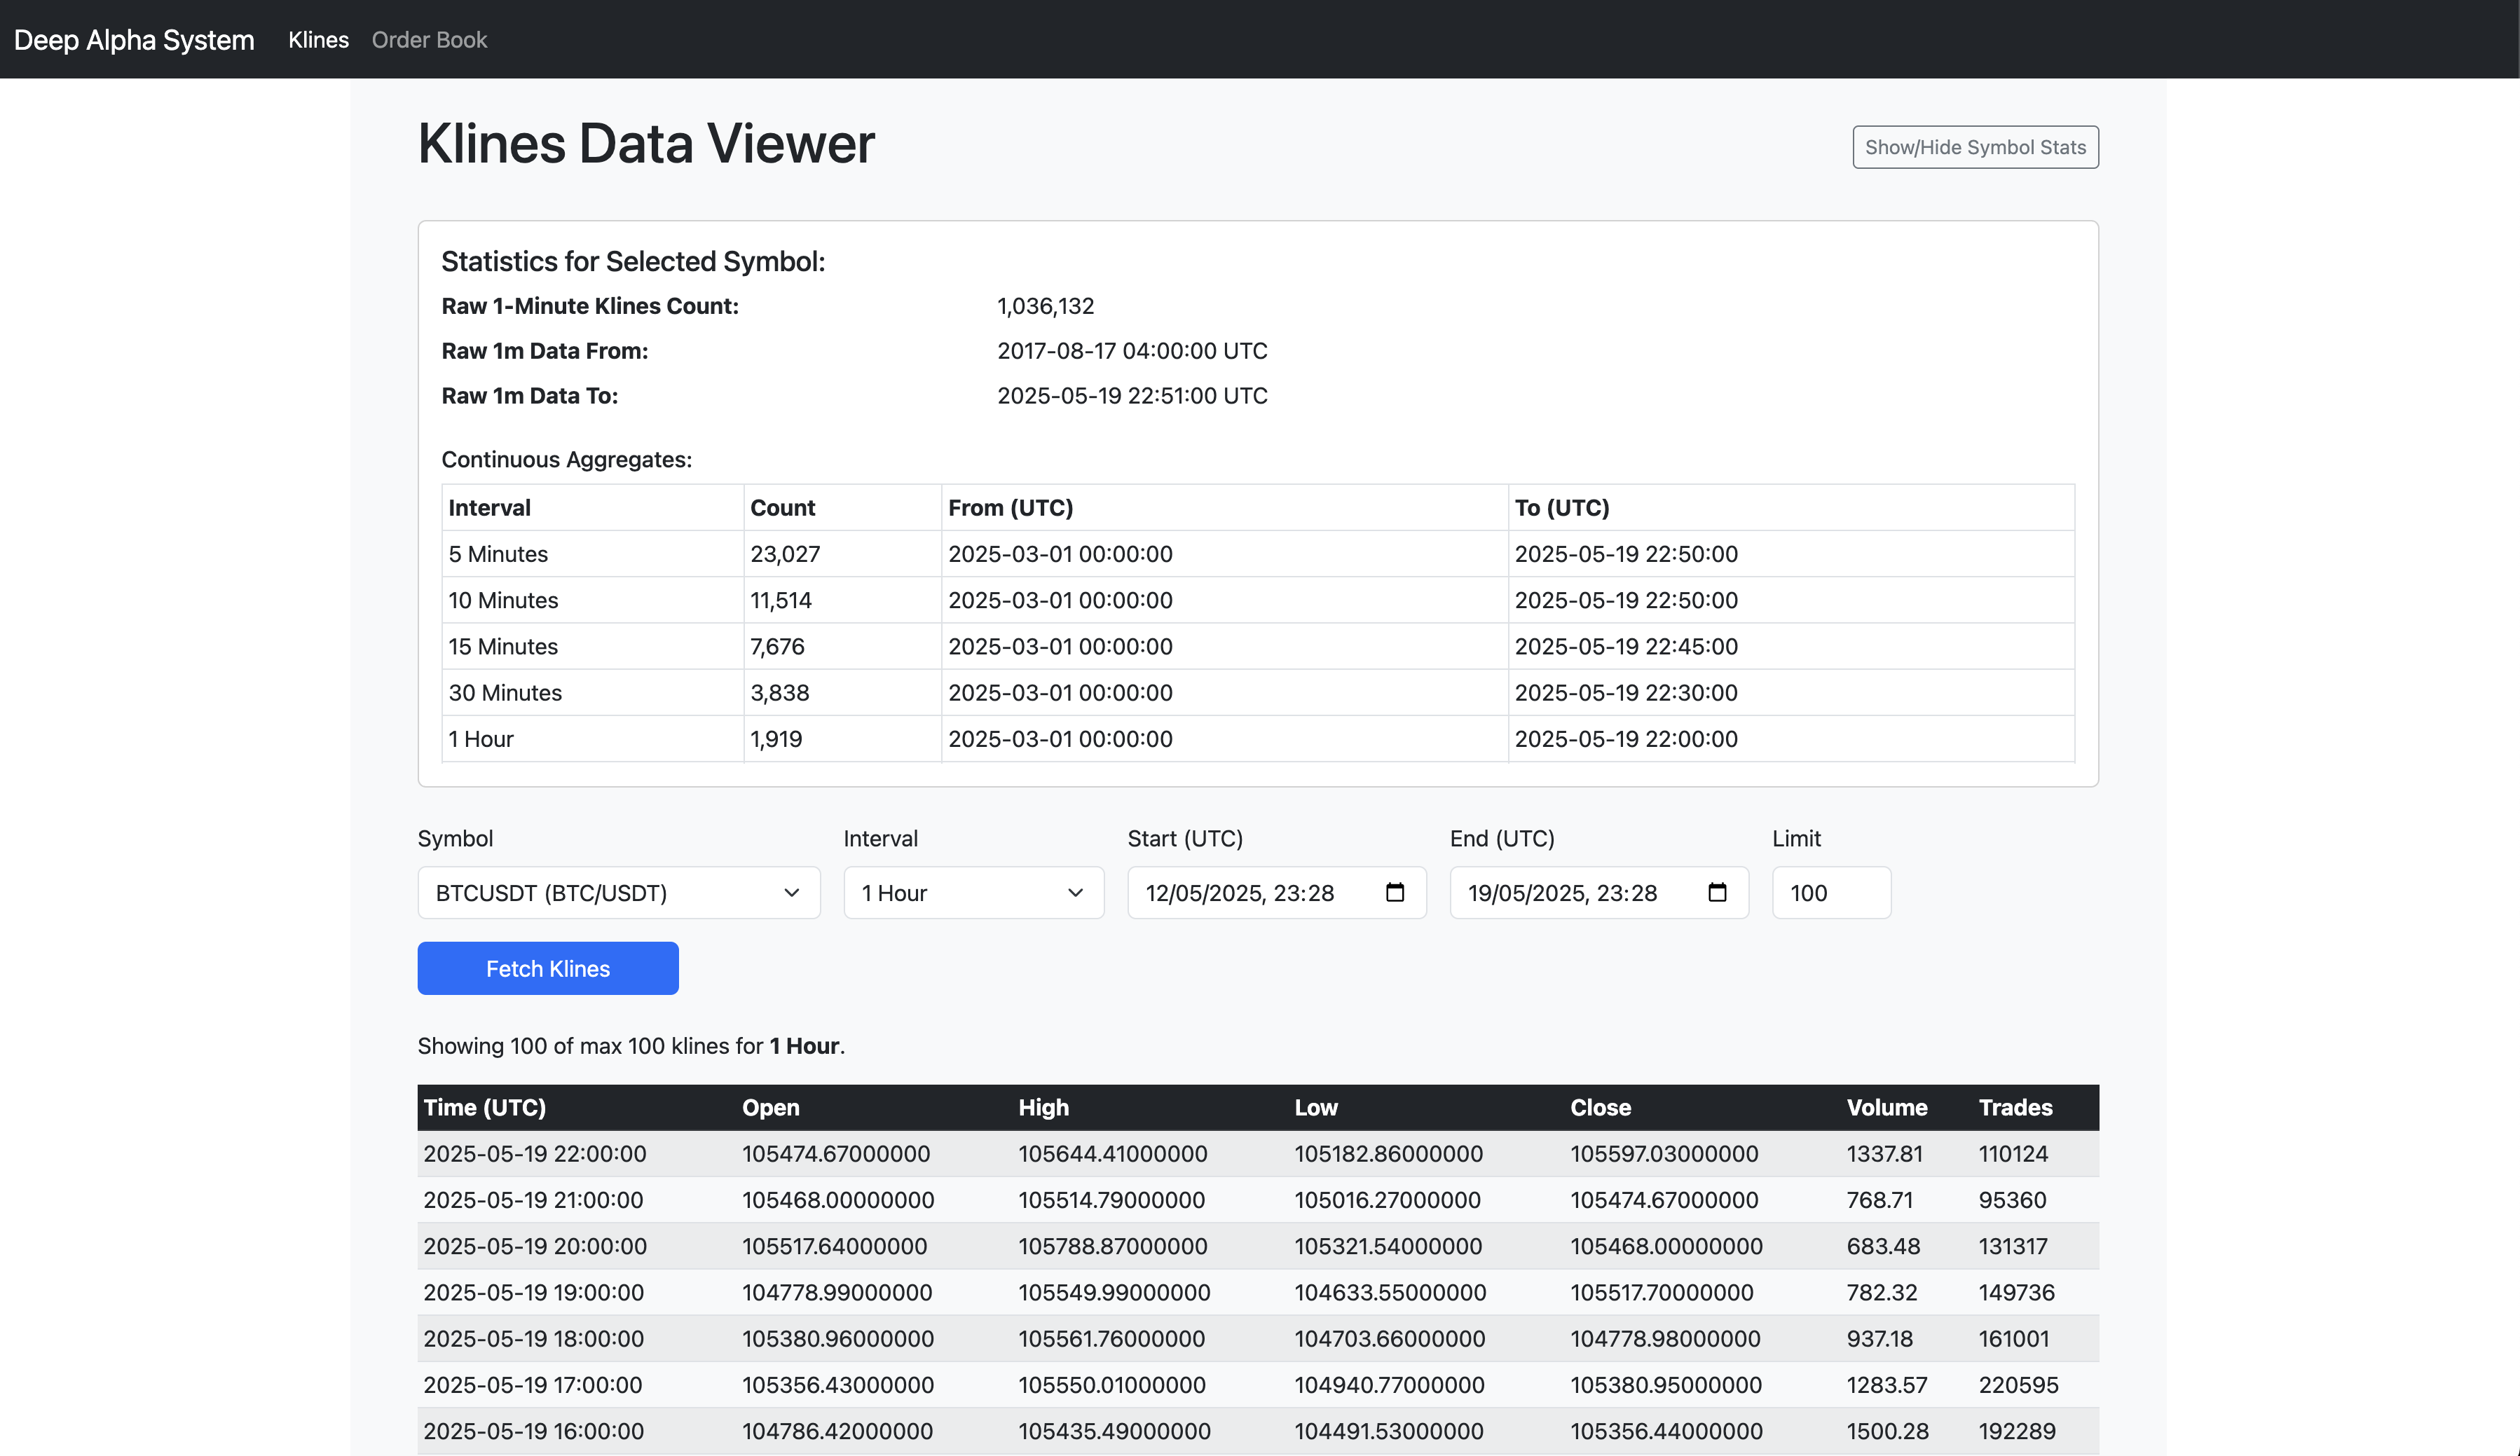 Deep Alpha System Klines Order Book
Klines Data Viewer
Show/Hide Symbol Stats
Statistics for Selected Symbol:
Raw 1-Minute Klines Count: 1,036,132
Raw 1m Data From: 2017-08-17 04:00:00 UTC
Raw 1m Data To: 2025-05-19 22:51:00 UTC
Continuous Aggregates:
Interval Count From (UTC) To (UTC)
5 Minutes 23,027 2025-03-01 00:00:00 2025-05-19 22:50:00
10 Minutes 11,514 2025-03-01 00:00:00 2025-05-19 22:50:00
15 Minutes 7,676 2025-03-01 00:00:00 2025-05-19 22:45:00
30 Minutes 3,838 2025-03-01 00:00:00 2025-05-19 22:30:00
1 Hour 1,919 2025-03-01 00:00:00 2025-05-19 22:00:00
Symbol Interval Start (UTC) End (UTC) Limit
BTCUSDT (BTC/USDT) 1 Hour 12/05/2025, 23:28 19/05/2025, 23:28 100
Fetch Klines
Showing 100 of max 100 klines for 1 Hour.
Time (UTC) Open High Low Close Volume Trades
2025-05-19 22:00:00 105474.67000000 105644.41000000 105182.86000000 105597.03000000 1337.81 110124
2025-05-19 21:00:00 105468.00000000 105514.79000000 105016.27000000 105474.67000000 768.71 95360
2025-05-19 20:00:00 105517.64000000 105788.87000000 105321.54000000 105468.00000000 683.48 131317
2025-05-19 19:00:00 104778.99000000 105549.99000000 104633.55000000 105517.70000000 782.32 149736
2025-05-19 18:00:00 105380.96000000 105561.76000000 104703.66000000 104778.98000000 937.18 161001
2025-05-19 17:00:00 105356.43000000 105550.01000000 104940.77000000 105380.95000000 1283.57 220595
2025-05-19 16:00:00 104786.42000000 105435.49000000 104491.53000000 105356.44000000 1500.28 192289